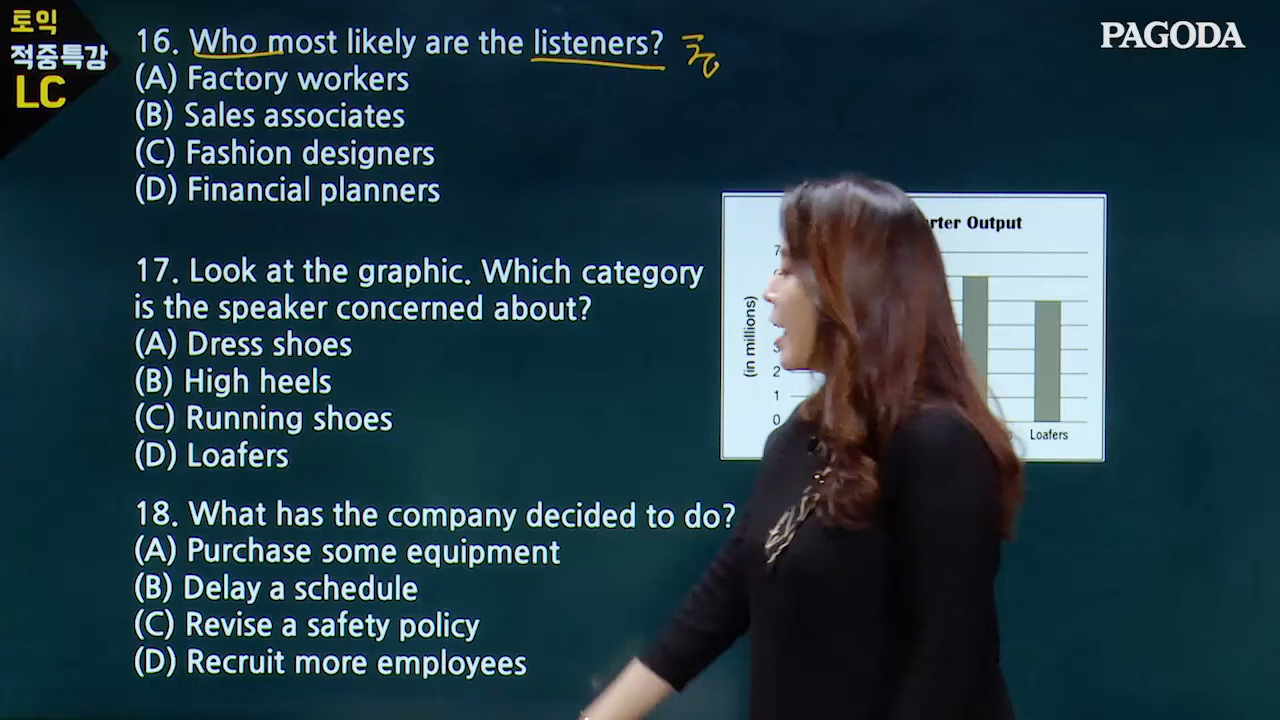 토익
적중특강
LC
PAGODA
16. Who most likely are the listeners?
(A) Factory workers
(B) Sales associates
(C) Fashion designers
(D) Financial planners
17. Look at the graphic. Which category
is the speaker concerned about?
(A) Dress shoes
(B) High heels
(C) Running shoes
(D) Loafers
18. What has the company decided to do?
(A) Purchase some equipment
(B) Delay a schedule
(C) Revise a safety policy
(D) Recruit more employees
Output
(in millions)
7
3
2
1
0
Loafers